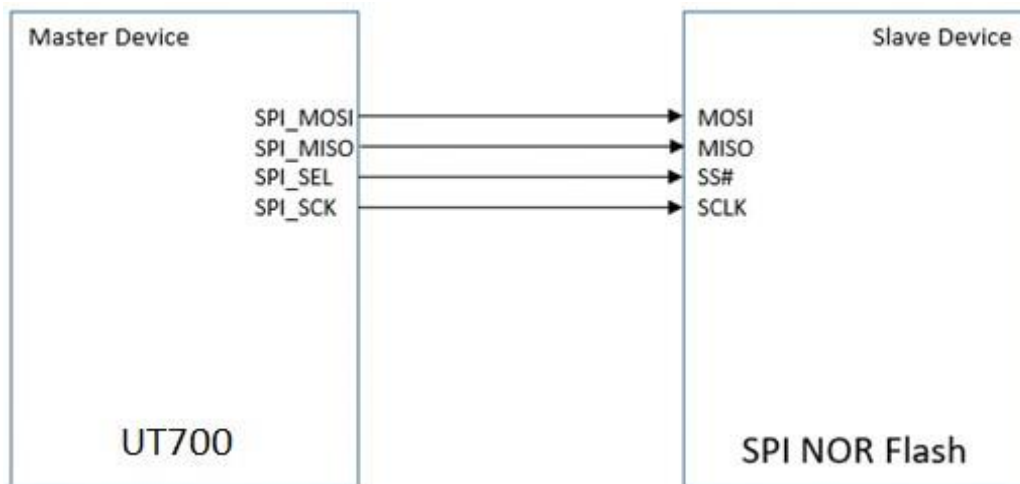 Master Device
SPI_MOSI
SPI_MISO
SPI_SEL
SPI_SCK
UT700
Slave Device
MOSI
MISO
SS#
SCLK
SPI NOR Flash